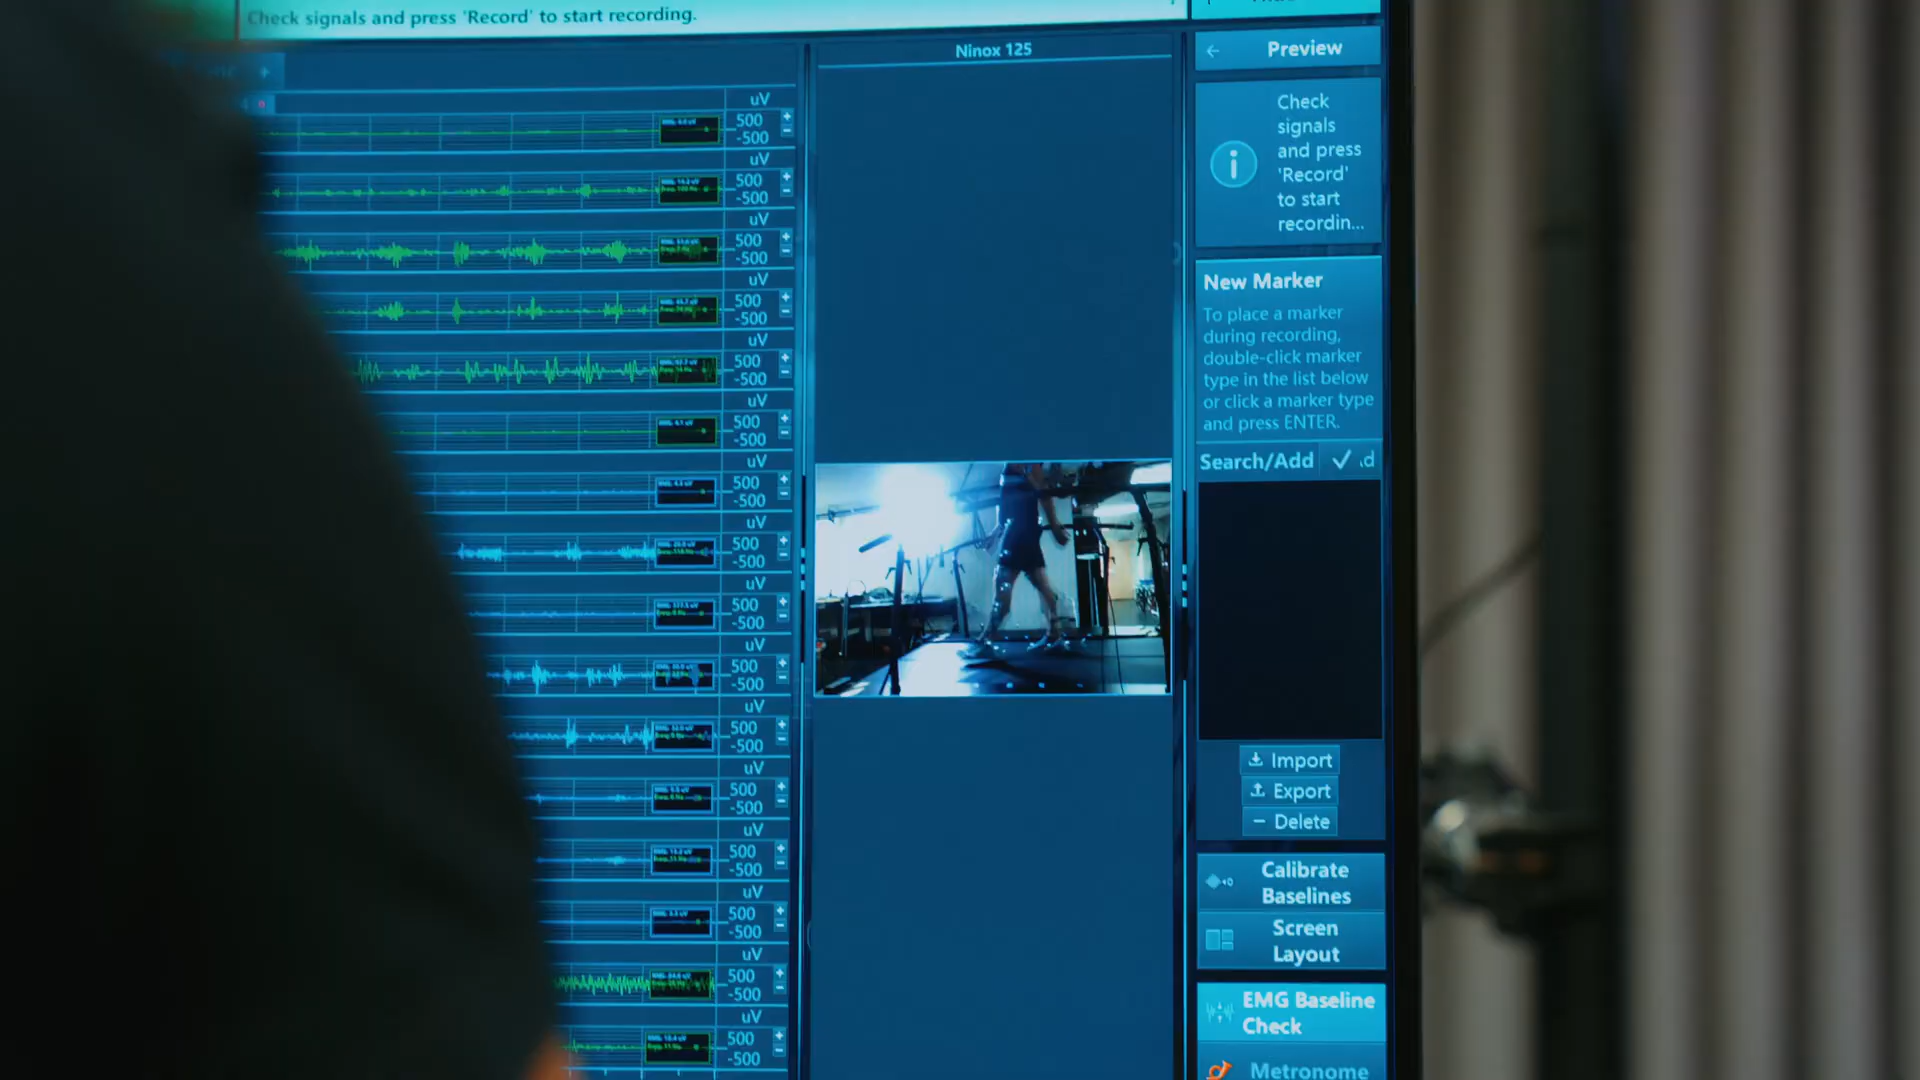 Check signals and press 'Record' to start recording.
Ninox 125
Preview
Check
signals
and press
'Record'
to start
recordin...
New Marker
To place a marker
during recording,
double-click marker
type in the list below
or click a marker type
and press ENTER.
Search/Add
Import
Export
Delete
Calibrate
Baselines
Screen
Layout
EMG Baseline
Check
Metronome
uV
500
-500
uV
500
-500
uV
500
-500
uV
500
-500
uV
500
-500
uV
500
-500
uV
500
-500
uV
500
-500
uV
500
-500
uV
500
-500
uV
500
-500
uV
500
-500
uV
500
-500
uV
500
-500
uV
500
-500
uV
500
-500